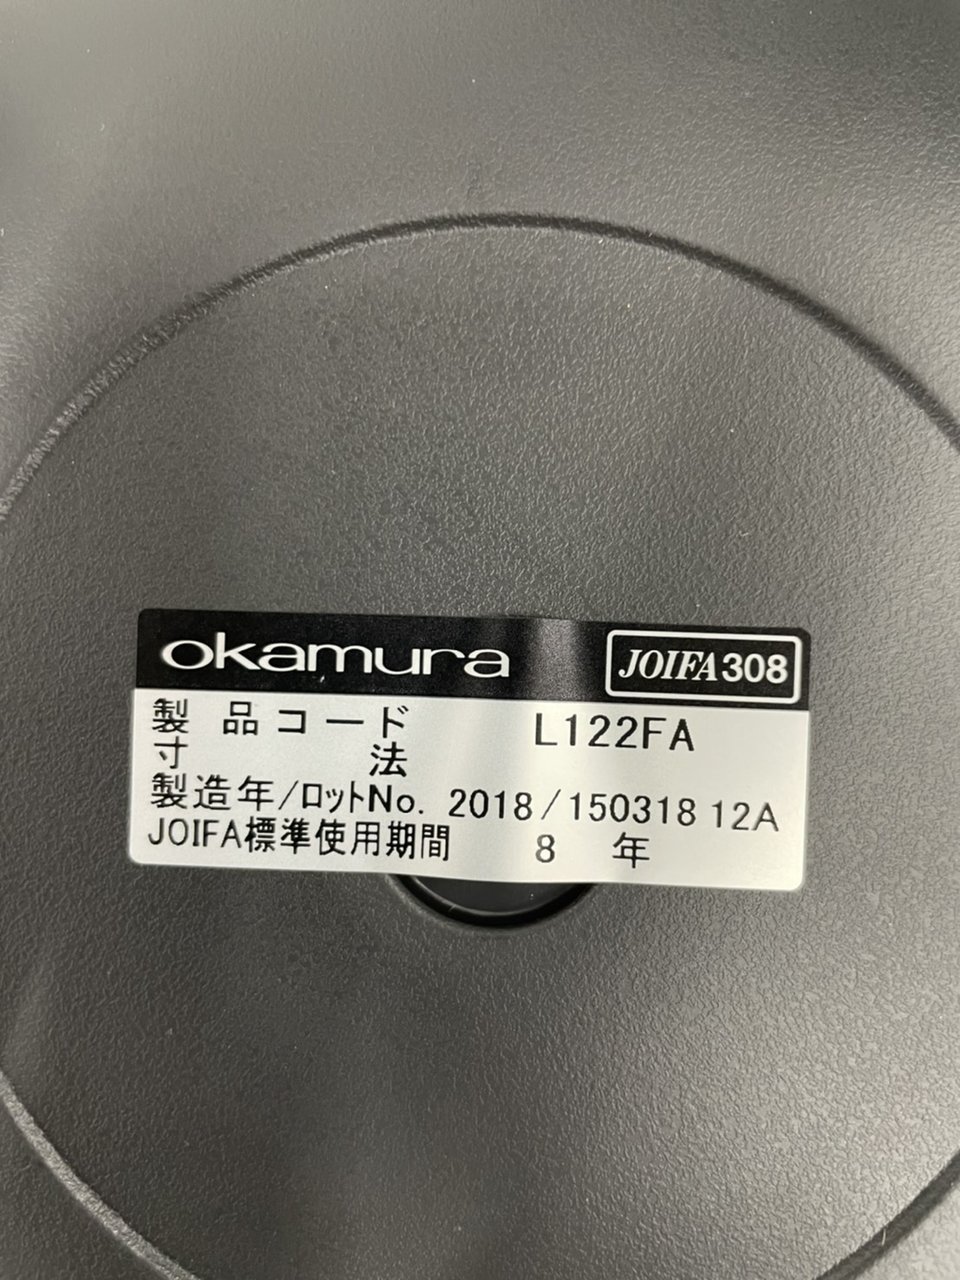 okamura JOIFA308
製品コード L122FA
寸法
製造年/ロットNo. 2018/150318 12A
JOIFA標準使用期間 8 年